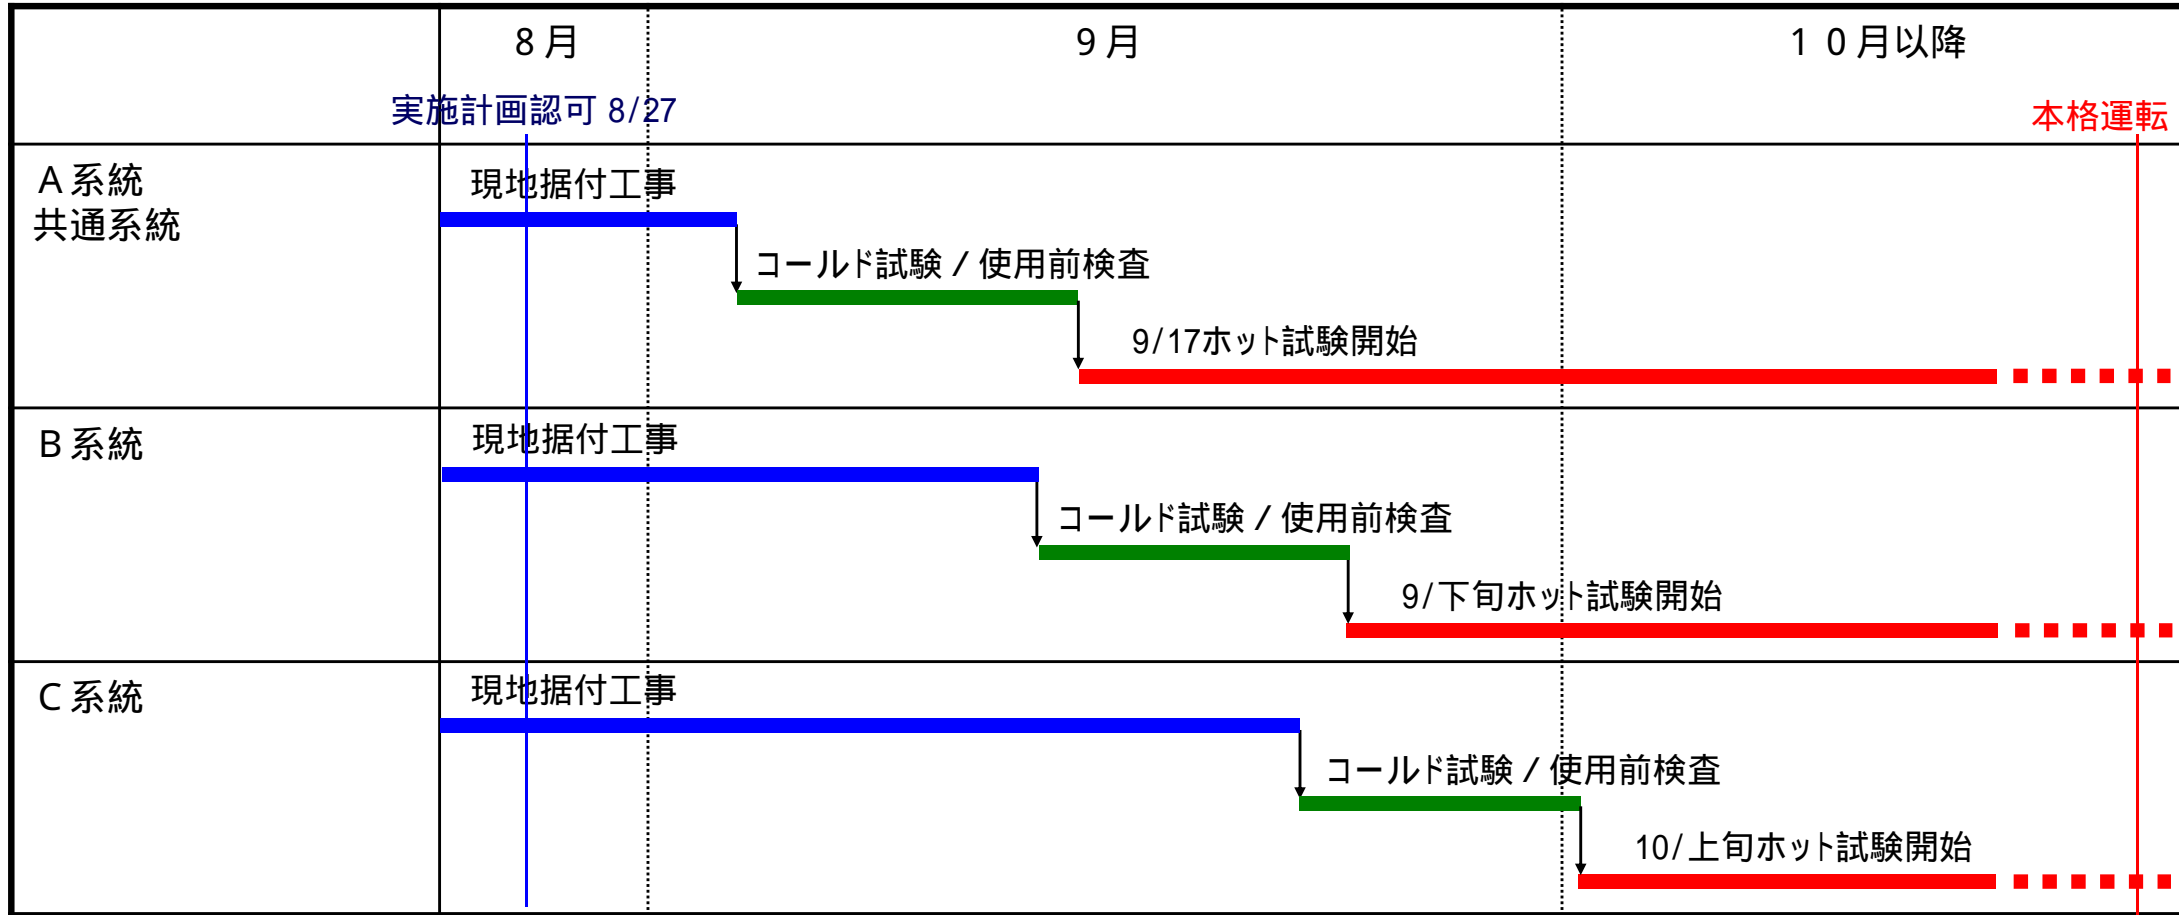 ８月
９月
１０月以降
実施計画認可 8/27
本格運転
Ａ系統
共通系統
現地据付工事
コールド試験／使用前検査
9/17ホット試験開始
Ｂ系統
現地据付工事
コールド試験／使用前検査
9/下旬ホット試験開始
Ｃ系統
現地据付工事
コールド試験／使用前検査
10/上旬ホット試験開始